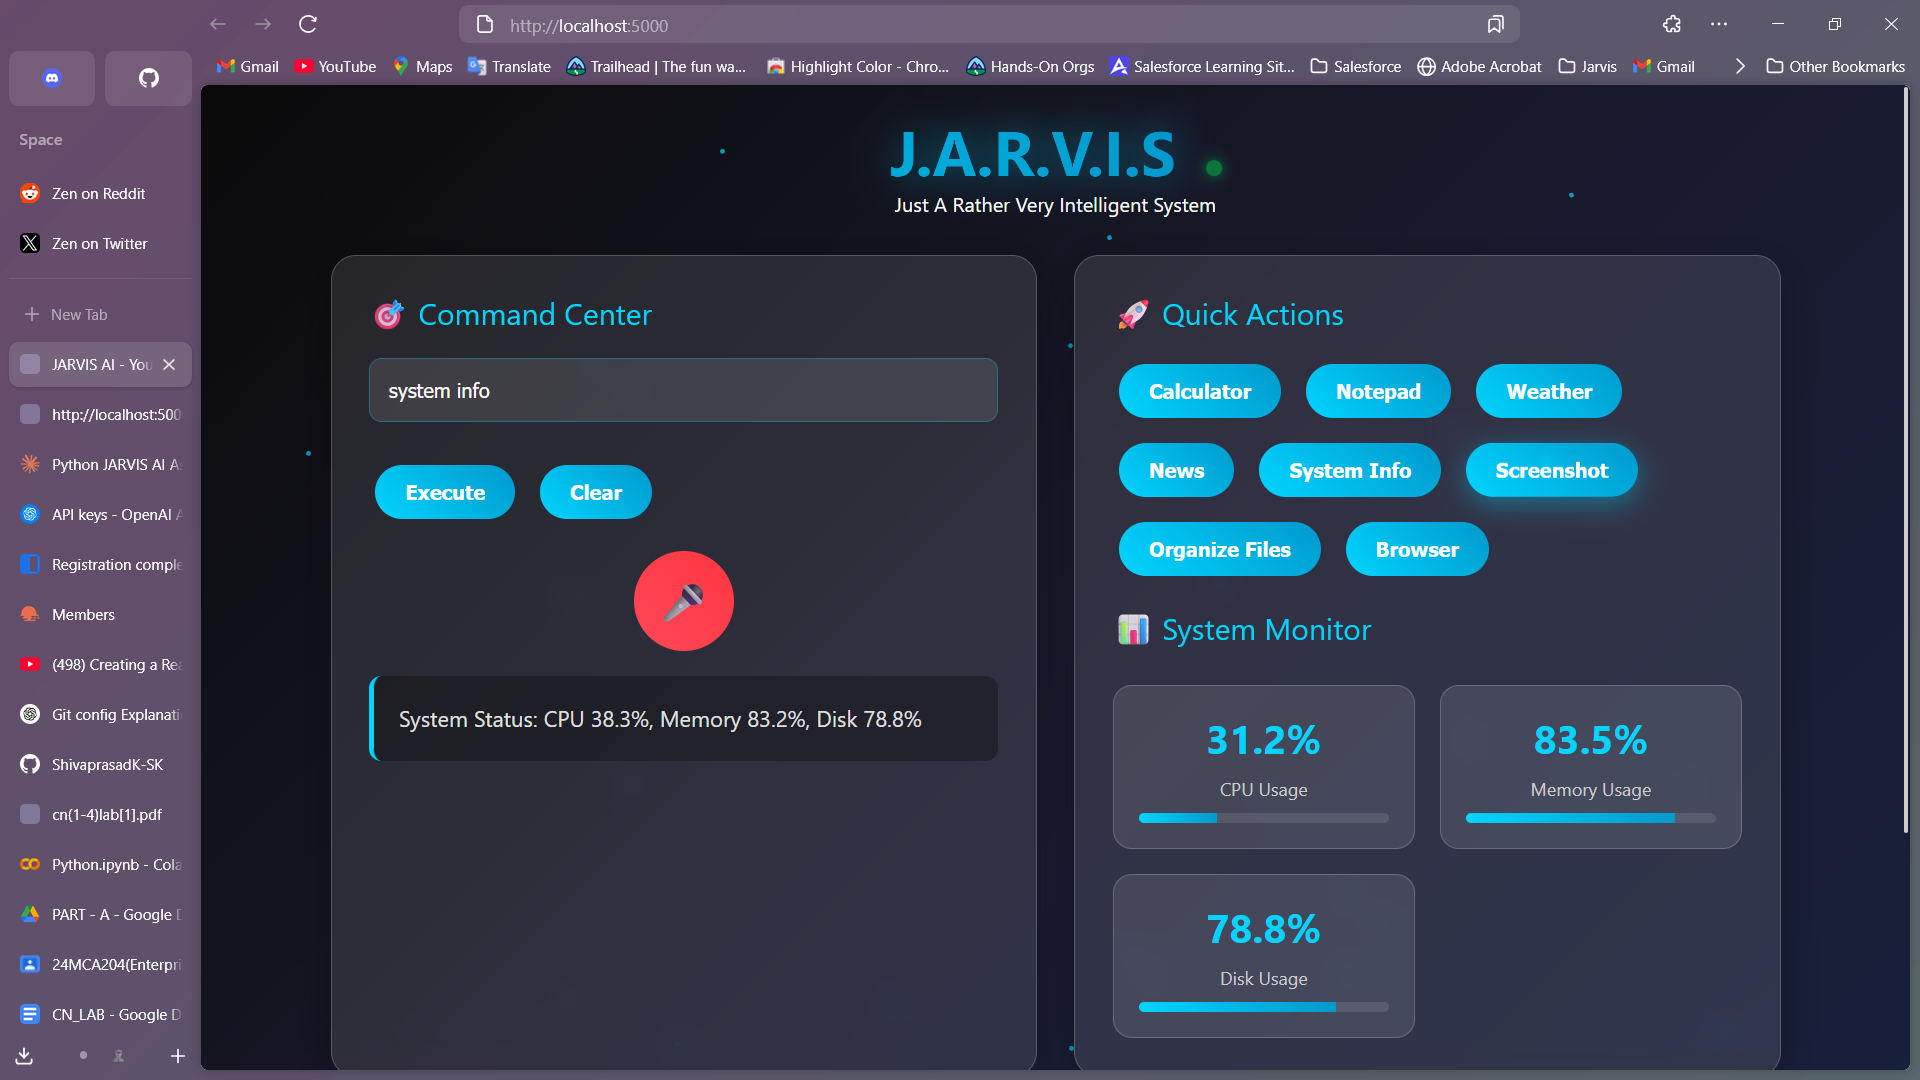 http://localhost:5000
Gmail
YouTube
Maps
Translate
Trailhead | The fun wa...
Highlight Color - Chro...
Hands-On Orgs
Salesforce Learning Sit...
Salesforce
Adobe Acrobat
Jarvis
Gmail
Other Bookmarks
Space
Zen on Reddit
Zen on Twitter
New Tab
JARVIS AI - You
http://localhost:500
Python JARVIS AI A
API keys - OpenAI A
Registration comple
Members
(498) Creating a Rea
Git config Explanati
ShivaprasadK-SK
cn(1-4)lab[1].pdf
Python.ipynb - Cola
PART - A - Google D
24MCA204(Enterpri
CN_LAB - Google D
J.A.R.V.I.S
Just A Rather Very Intelligent System
Command Center
system info
Execute
Clear
System Status: CPU 38.3%, Memory 83.2%, Disk 78.8%
Quick Actions
Calculator
Notepad
Weather
News
System Info
Screenshot
Organize Files
Browser
System Monitor
31.2%
CPU Usage
83.5%
Memory Usage
78.8%
Disk Usage